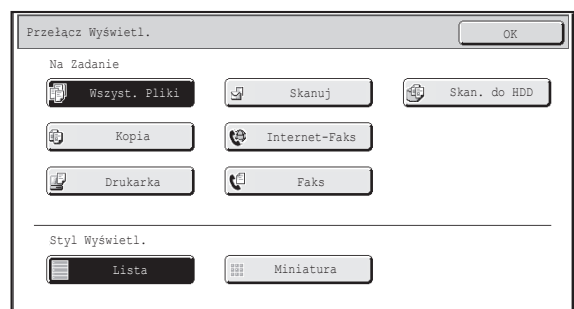 Przełącz Wyświetl. OK
Na Zadanie
Wszyst. Pliki Skanuj Skan. do HDD
Kopia Internet-Faks
Drukarka Faks
Styl Wyświetl.
Lista Miniatura